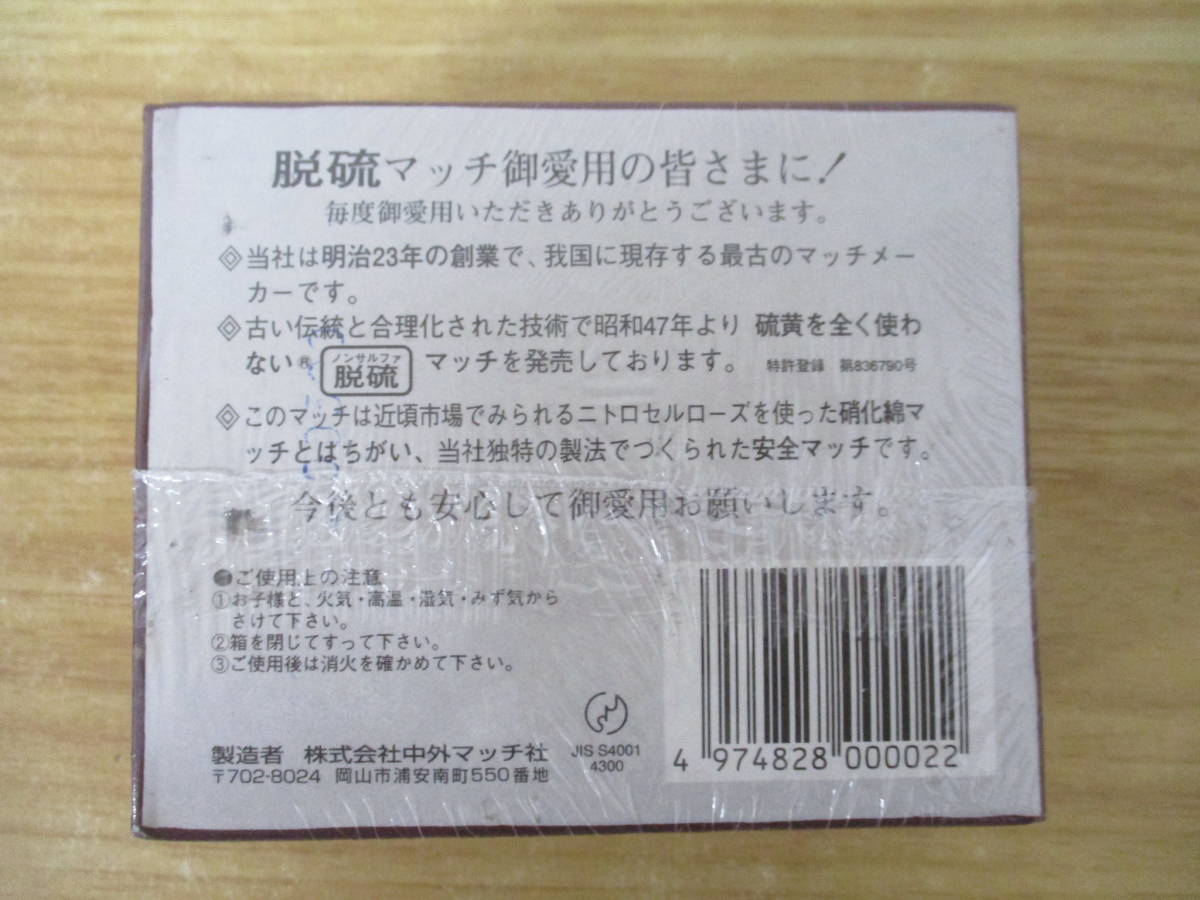 脱硫マッチ御愛用の皆さまに!
毎度御愛用いただきありがとうございます。
◇当社は明治23年の創業で、我国に現存する最古のマッチメー
カーです。
◇古い伝統と合理化された技術で昭和47年より 硫黄を全く使わ
ノンサルファ
ない 脱硫 マッチを発売しております。 特許登録 第836790号
◇このマッチは近頃市場でみられるニトロセルローズを使った硝化綿マ
ッチとはちがい、当社独特の製法でつくられた安全マッチです。
今後とも安心して御愛用お願いします。
●ご使用上の注意
①お子様と、火気・高温・湿気・みず気から
さけて下さい。
②箱を閉じてすって下さい。
③ご使用後は消火を確かめて下さい。
製造者 株式会社中外マッチ社
〒702-8024 岡山市浦安南町550番地
JIS S4001
4300
4 974828 000022